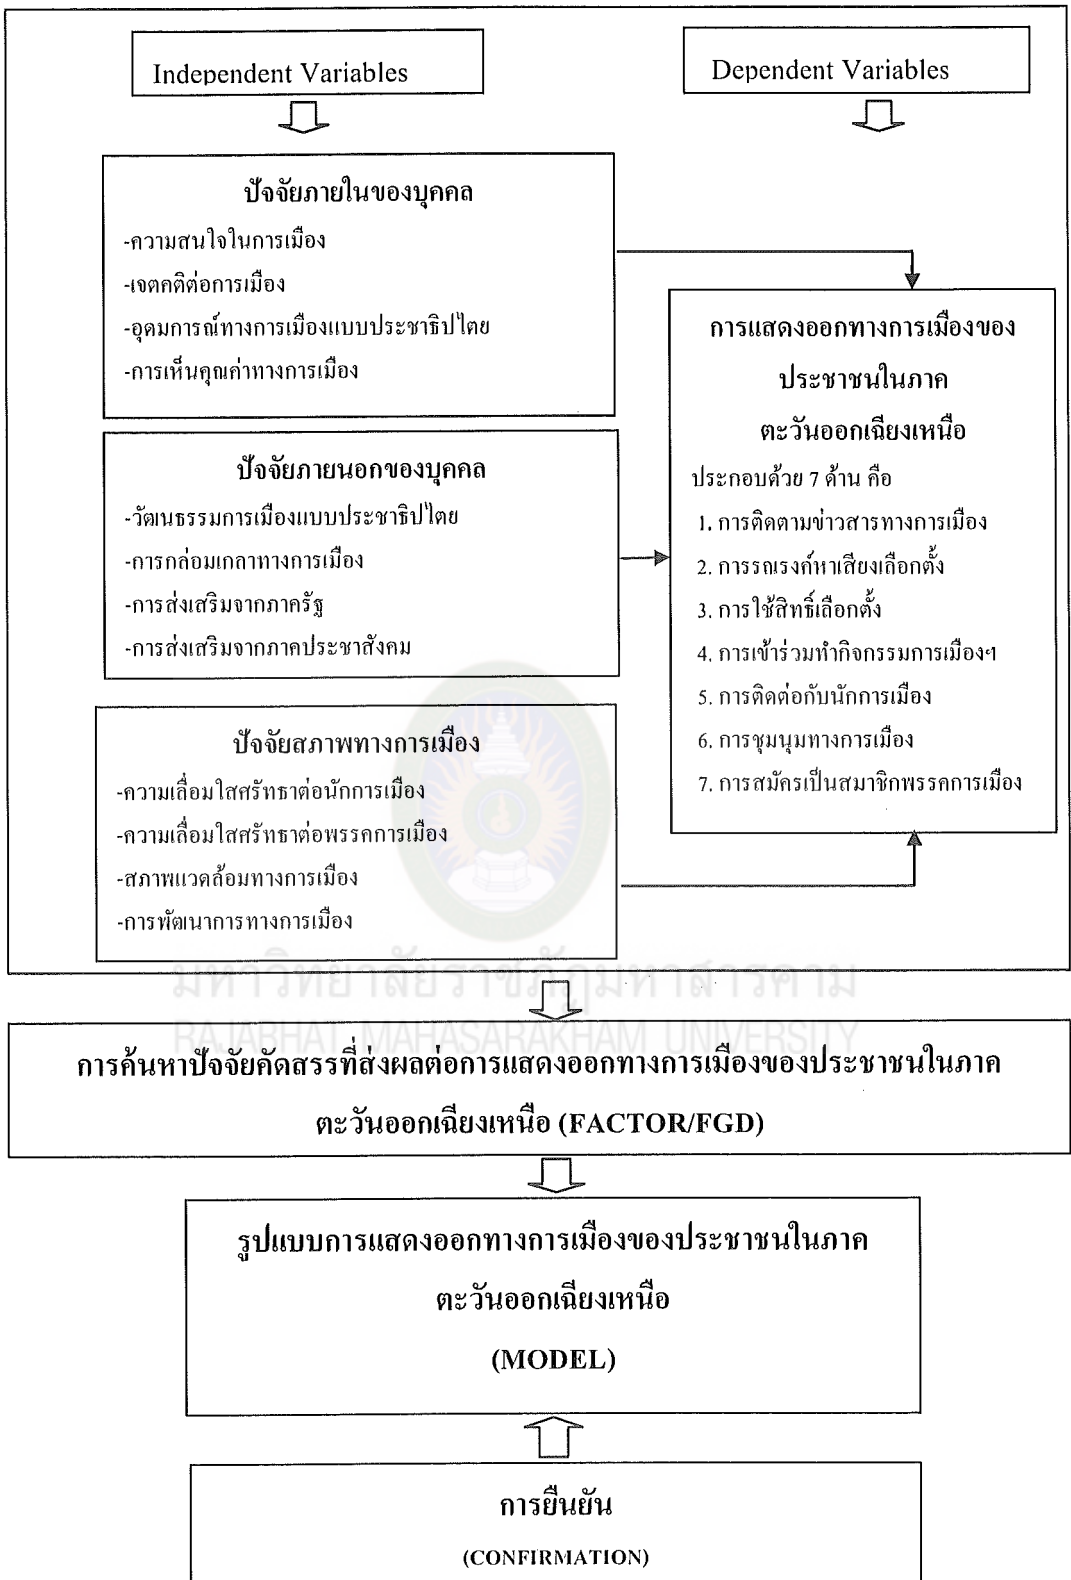 Independent Variables
Dependent Variables
ปัจจัยภายในของบุคคล
-ความสนใจในการเมือง
-เจตคติต่อการเมือง
-อุดมการณ์ทางการเมืองแบบประชาธิปไตย
-การเห็นคุณค่าทางการเมือง
ปัจจัยภายนอกของบุคคล
-วัฒนธรรมการเมืองแบบประชาธิปไตย
-การกล่อมเกลาทางการเมือง
-การส่งเสริมจากภาครัฐ
-การส่งเสริมจากภาคประชาสังคม
ปัจจัยสภาพทางการเมือง
-ความเลื่อมใสศรัทธาต่อนักการเมือง
-ความเลื่อมใสศรัทธาต่อพรรคการเมือง
-สภาพแวดล้อมทางการเมือง
-การพัฒนาการทางการเมือง
การแสดงออกทางการเมืองของ
ประชาชนในภาค
ตะวันออกเฉียงเหนือ
ประกอบด้วย 7 ด้าน คือ
1. การติดตามข่าวสารทางการเมือง
2. การรณรงค์หาเสียงเลือกตั้ง
3. การใช้สิทธิ์เลือกตั้ง
4. การเข้าร่วมทำกิจกรรมการเมืองฯ
5. การติดต่อกับนักการเมือง
6. การชุมนุมทางการเมือง
7. การสมัครเป็นสมาชิกพรรคการเมือง
มหาวิทยาลัยราชภัฏมหาสารคาม
RAJABHAT MAHASARAKHAM UNIVERSITY
การค้นหาปัจจัยคัดสรรที่ส่งผลต่อการแสดงออกทางการเมืองของประชาชนในภาค
ตะวันออกเฉียงเหนือ (FACTOR/FGD)
รูปแบบการแสดงออกทางการเมืองของประชาชนในภาค
ตะวันออกเฉียงเหนือ
(MODEL)
การยืนยัน
(CONFIRMATION)